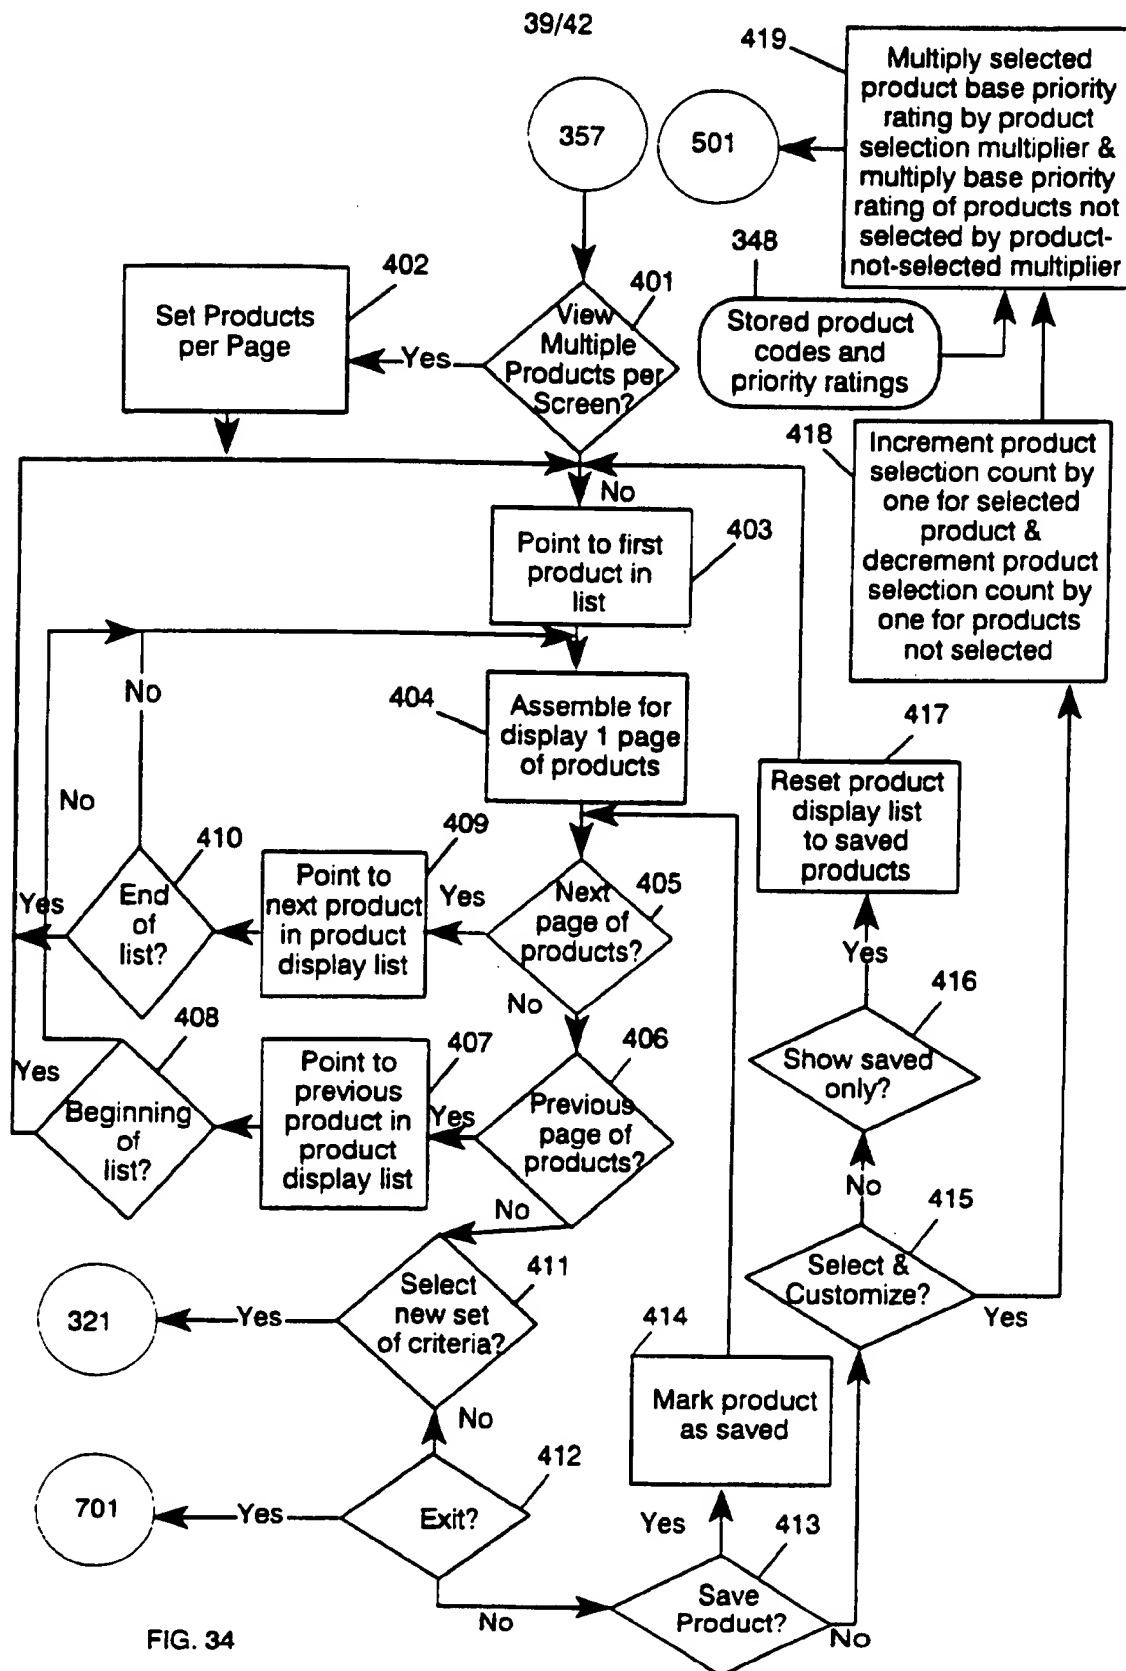 39/42
419
Multiply selected
product base priority
rating by product
selection multiplier &
multiply base priority
rating of products not
selected by product-
not-selected multiplier
357
501
402
Set Products
per Page
Yes
401
View
Multiple
Products per
Screen?
No
348
Stored product
codes and
priority ratings
418
Increment product
selection count by
one for selected
product &
decrement product
selection count by
one for products
not selected
403
Point to first
product in
list
No
404
Assemble for
display 1 page
of products
No
417
Reset product
display list
to saved
products
410
End
of
list?
Yes
409
Point to
next product
in product
display list
Yes
405
Next
page of
products?
No
Yes
416
Show saved
only?
408
Beginning
of
list?
Yes
407
Point to
previous
product in
product
display list
Yes
406
Previous
page of
products?
No
No
415
Select &
Customize?
Yes
321
Yes
411
Select
new set
of criteria?
No
414
Mark product
as saved
701
Yes
412
Exit?
No
Yes
413
Save
Product?
No
FIG. 34